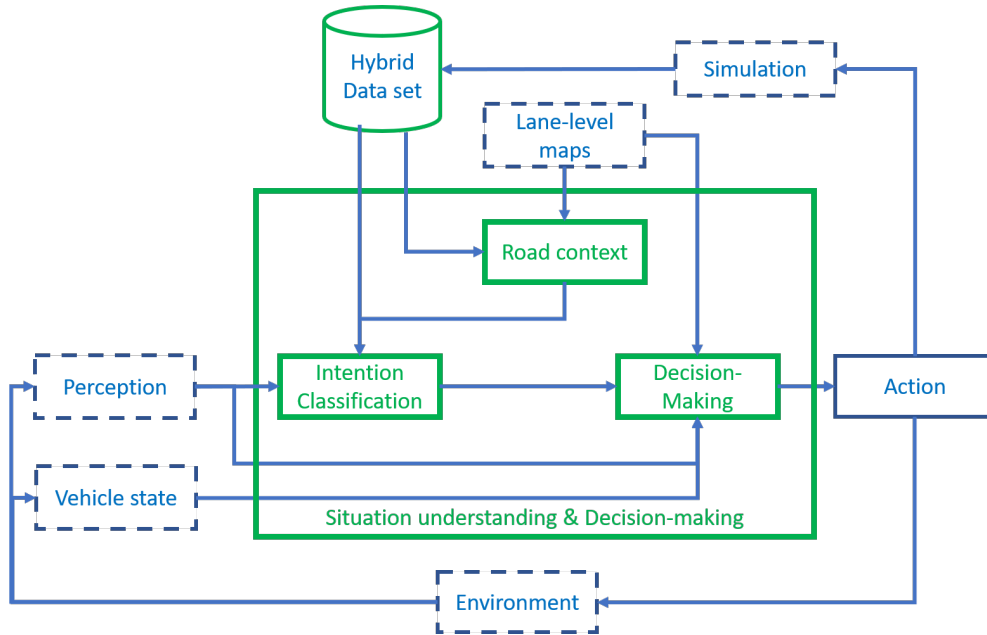 Hybrid
Data set
Simulation
Lane-level
maps
Road context
Perception
Intention
Classification
Decision-
Making
Action
Vehicle state
Situation understanding & Decision-making
Environment